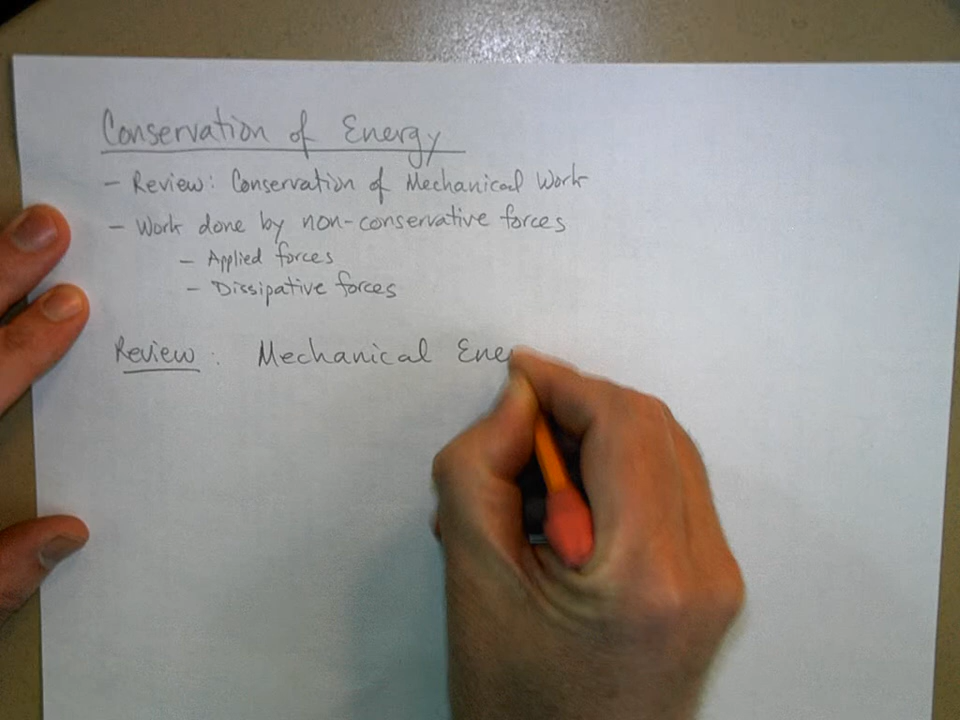 Conservation of Energy
- Review: Conservation of Mechanical Work
- Work done by non-conservative forces
- Applied forces
- Dissipative forces
Review: Mechanical Ene